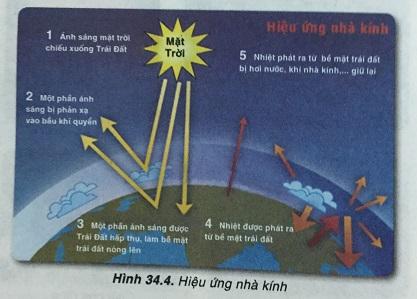 Hiệu ứng nhà kính
1 Ánh sáng mặt trời
chiếu xuống Trái Đất
Mặt
Trời
5 Nhiệt phát ra từ bề mặt trái đất
bị hơi nước, khí nhà kính,... giữ lại
2 Một phần ánh
sáng bị phản xạ
vào bầu khí quyển
3 Một phần ánh sáng được
Trái Đất hấp thụ, làm bề mặt
trái đất nóng lên
4 Nhiệt được phát ra
từ bề mặt trái đất
Hình 34.4. Hiệu ứng nhà kính